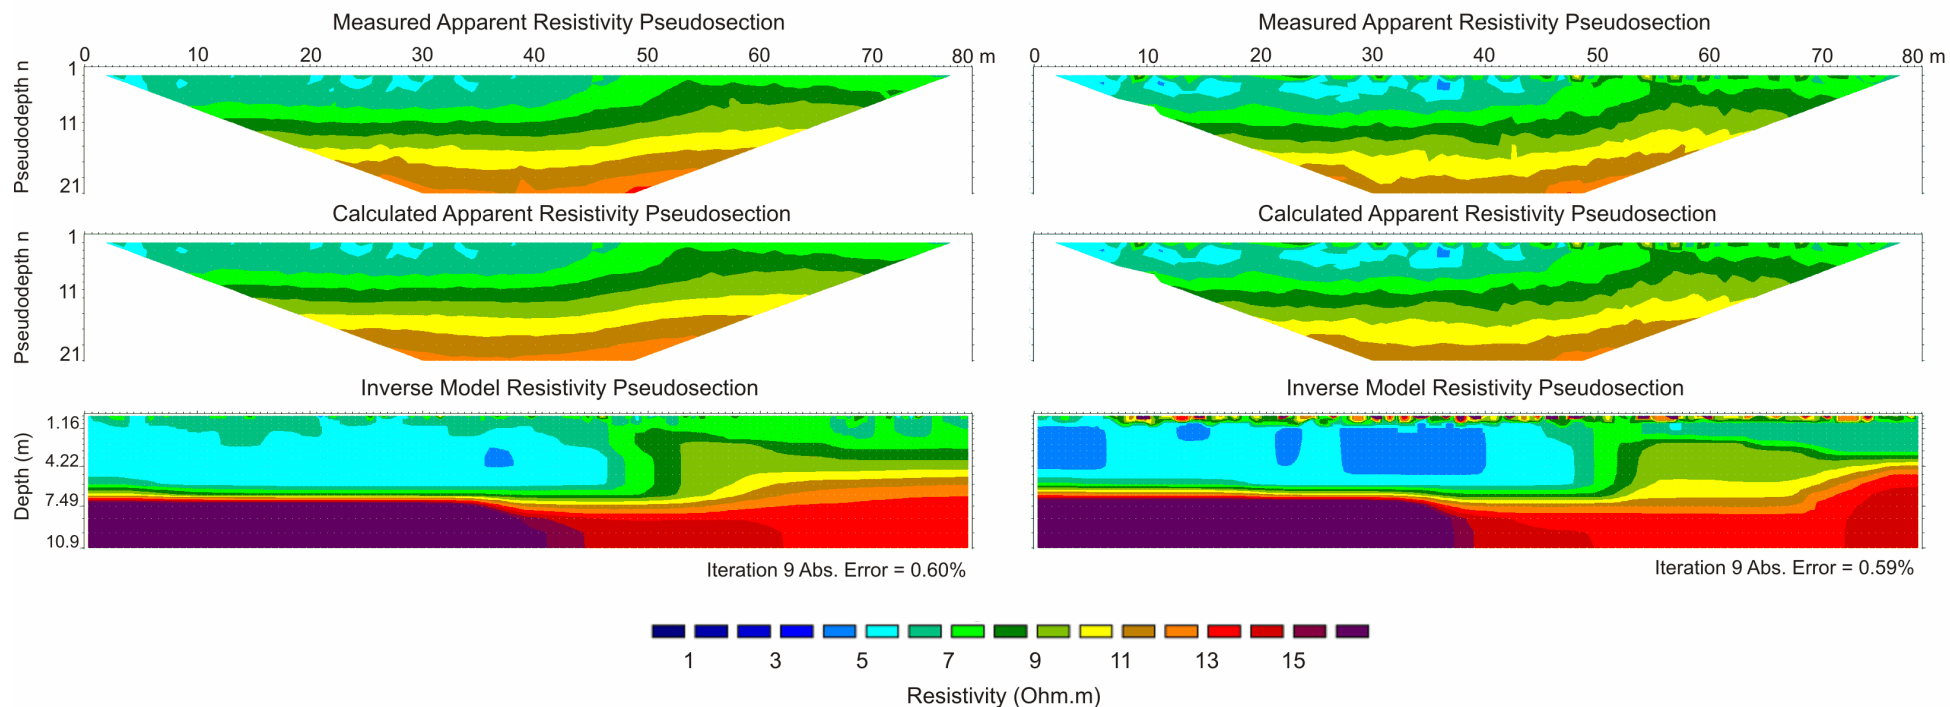 Measured Apparent Resistivity Pseudosection
0 10 20 30 40 50 60 70 80 m
Pseudodepth n
1
11
21
Calculated Apparent Resistivity Pseudosection
Pseudodepth n
1
11
21
Inverse Model Resistivity Pseudosection
Depth (m)
1.16
4.22
7.49
10.9
Iteration 9 Abs. Error = 0.60%
Measured Apparent Resistivity Pseudosection
0 10 20 30 40 50 60 70 80 m
Calculated Apparent Resistivity Pseudosection
Inverse Model Resistivity Pseudosection
Iteration 9 Abs. Error = 0.59%
1 3 5 7 9 11 13 15
Resistivity (Ohm.m)